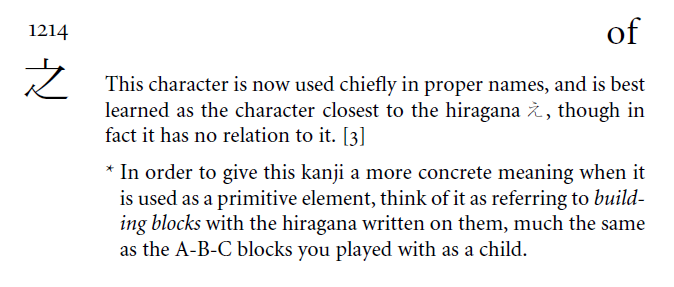 1214 of
之
This character is now used chiefly in proper names, and is best
learned as the character closest to the hiragana え, though in
fact it has no relation to it. [3]
* In order to give this kanji a more concrete meaning when it
is used as a primitive element, think of it as referring to build-
ing blocks with the hiragana written on them, much the same
as the A-B-C blocks you played with as a child.